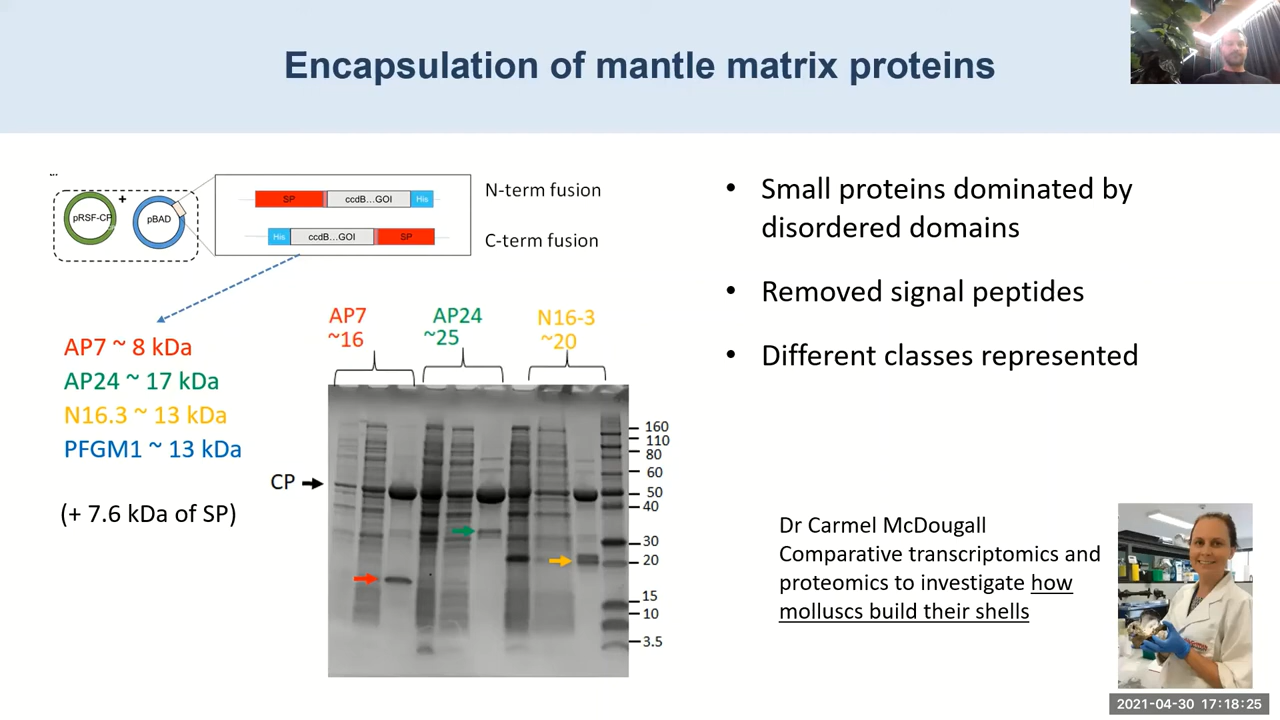 Encapsulation of mantle matrix proteins
...
pRSF-CP
+
pBAD
SP ccdB...GOI His
His ccdB...GOI SP
N-term fusion
C-term fusion
AP7 ~ 8 kDa
AP24 ~ 17 kDa
N16.3 ~ 13 kDa
PFGM1 ~ 13 kDa
(+ 7.6 kDa of SP)
AP7
~16
AP24
~25
N16-3
~20
CP
160
110
80
60
50
40
30
20
15
10
3.5
• Small proteins dominated by
disordered domains
• Removed signal peptides
• Different classes represented
Dr Carmel McDougall
Comparative transcriptomics and
proteomics to investigate how
molluscs build their shells
2021-04-30 17:18:25